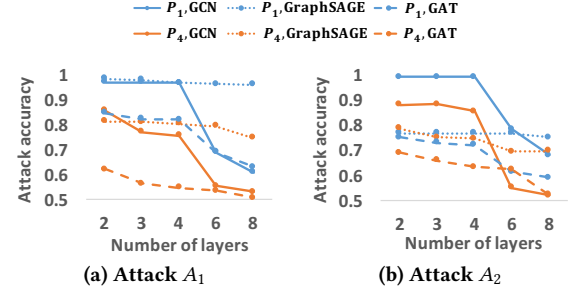 P₁,GCN P₁,GraphSAGE P₁,GAT
P₄,GCN P₄,GraphSAGE P₄,GAT
Attack accuracy
1
0.9
0.8
0.7
0.6
0.5
2 3 4 6 8
Number of layers
(a) Attack A₁
Attack accuracy
1
0.9
0.8
0.7
0.6
0.5
2 3 4 6 8
Number of layers
(b) Attack A₂